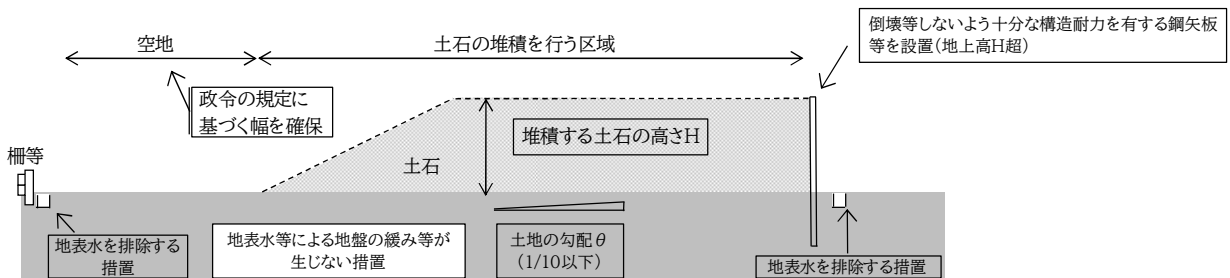 空地
土石の堆積を行う区域
倒壊等しないよう十分な構造耐力を有する鋼矢板
等を設置（地上高H超）
政令の規定に
基づく幅を確保
堆積する土石の高さH
柵等
土石
地表水を排除する
措置
地表水等による地盤の緩み等が
生じない措置
土地の勾配θ
（1/10以下）
地表水を排除する措置